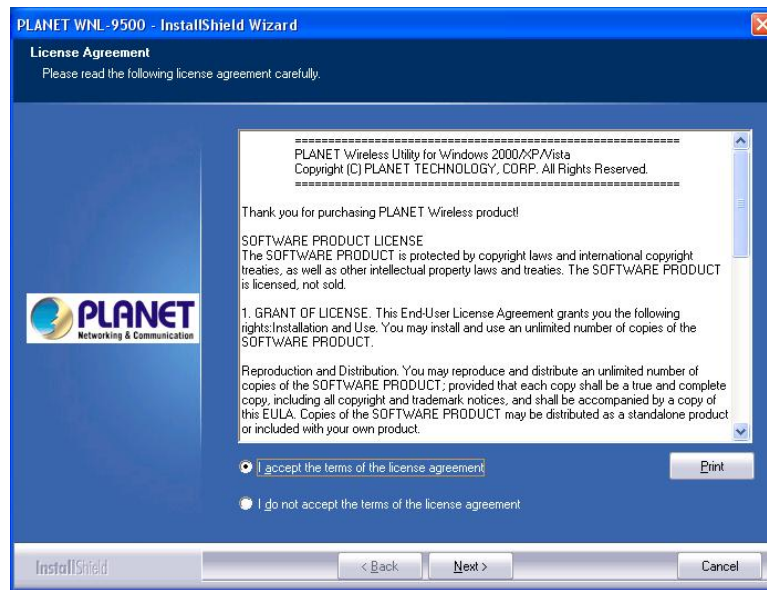 PLANET WNL-9500 - InstallShield Wizard
License Agreement
Please read the following license agreement carefully.
================================================================
PLANET Wireless Utility for Windows 2000/XP/Vista
Copyright (C) PLANET TECHNOLOGY, CORP. All Rights Reserved.
================================================================
Thank you for purchasing PLANET Wireless product!
SOFTWARE PRODUCT LICENSE
The SOFTWARE PRODUCT is protected by copyright laws and international copyright
treaties, as well as other intellectual property laws and treaties. The SOFTWARE PRODUCT
is licensed, not sold.
1. GRANT OF LICENSE. This End-User License Agreement grants you the following
rights:Installation and Use. You may install and use an unlimited number of copies of the
SOFTWARE PRODUCT.
Reproduction and Distribution. You may reproduce and distribute an unlimited number of
copies of the SOFTWARE PRODUCT; provided that each copy shall be a true and complete
copy, including all copyright and trademark notices, and shall be accompanied by a copy of
this EULA. Copies of the SOFTWARE PRODUCT may be distributed as a standalone product
or included with your own product.
PLANET
Networking & Communication
I accept the terms of the license agreement
Print
I do not accept the terms of the license agreement
InstallShield
< Back
Next >
Cancel